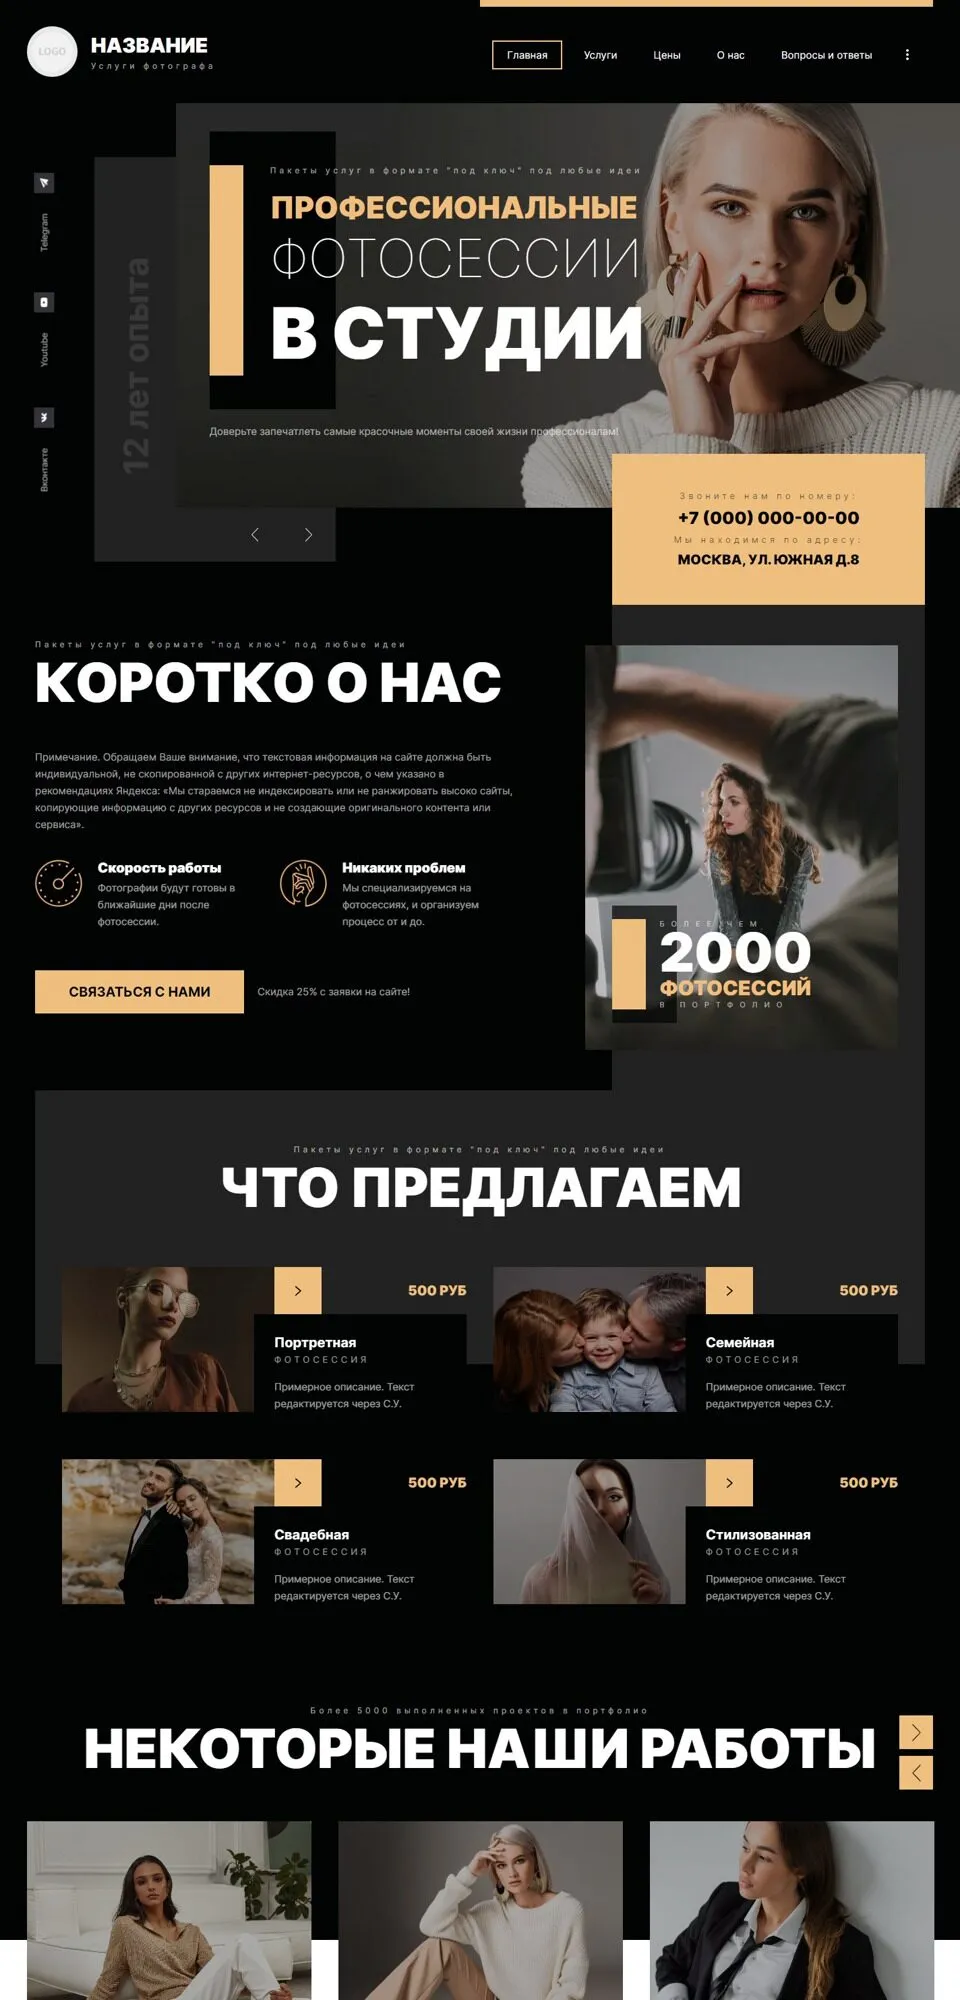 LOGO
НАЗВАНИЕ
Услуги фотографа
Главная
Услуги
Цены
О нас
Вопросы и ответы
Telegram
Youtube
Вконтакте
12 лет опыта
Пакеты услуг в формате "под ключ" под любые идеи
ПРОФЕССИОНАЛЬНЫЕ
ФОТОСЕССИИ
В СТУДИИ
Доверьте запечатлеть самые красочные моменты своей жизни профессионалам!
Звоните нам по номеру:
+7 (000) 000-00-00
Мы находимся по адресу:
МОСКВА, УЛ. ЮЖНАЯ Д.8
Пакеты услуг в формате "под ключ" под любые идеи
КОРОТКО О НАС
Примечание. Обращаем Ваше внимание, что текстовая информация на сайте должна быть
индивидуальной, не скопированной с других интернет-ресурсов, о чем указано в
рекомендациях Яндекса: «Мы стараемся не индексировать или не ранжировать высоко сайты,
копирующие информацию с других ресурсов и не создающие оригинального контента или
сервиса».
Скорость работы
Фотографии будут готовы в
ближайшие дни после
фотосессии.
Никаких проблем
Мы специализируемся на
фотосессиях, и организуем
процесс от и до.
СВЯЗАТЬСЯ С НАМИ
Скидка 25% с заявки на сайте!
БОЛЕЕ ЧЕМ
2000
ФОТОСЕССИЙ
В ПОРТФОЛИО
Пакеты услуг в формате "под ключ" под любые идеи
ЧТО ПРЕДЛАГАЕМ
500 РУБ
Портретная
ФОТОСЕССИЯ
Примерное описание. Текст
редактируется через С.У.
500 РУБ
Семейная
ФОТОСЕССИЯ
Примерное описание. Текст
редактируется через С.У.
500 РУБ
Свадебная
ФОТОСЕССИЯ
Примерное описание. Текст
редактируется через С.У.
500 РУБ
Стилизованная
ФОТОСЕССИЯ
Примерное описание. Текст
редактируется через С.У.
Более 5000 выполненных проектов в портфолио
НЕКОТОРЫЕ НАШИ РАБОТЫ